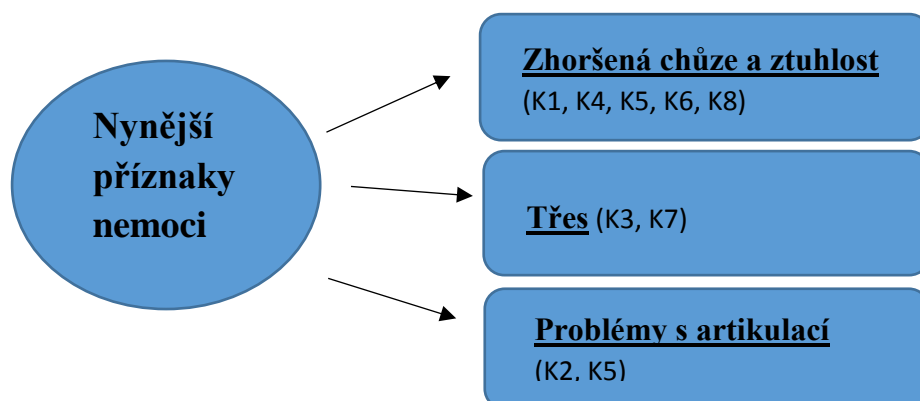 Nynější
příznaky
nemoci
Zhoršená chůze a ztuhlost
(K1, K4, K5, K6, K8)
Třes (K3, K7)
Problémy s artikulací
(K2, K5)